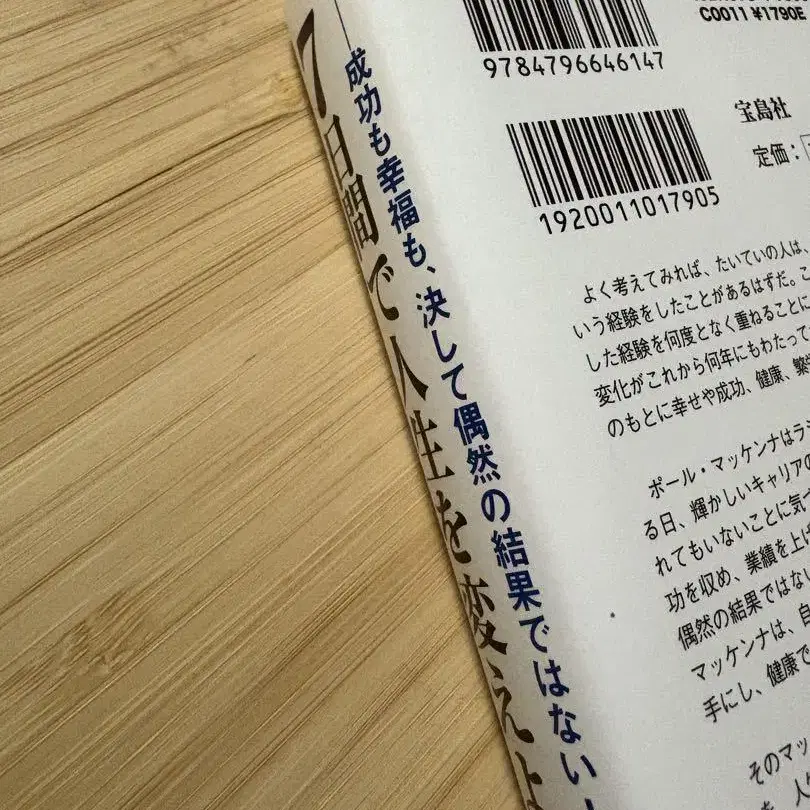 成功も幸福も、決して偶然の結果ではない
7日間で人生を変えよ
C0011 ¥1790E
9784796646147
1920011017905
宝島社
定価:
よく考えてみれば、たいていの人は、
いう経験をしたことがあるはずだ。こ
した経験を何度となく重ねることに
変化がこれから何年にもわたって
のもとに幸せや成功、健康、繁
ポール・マッケンナはラジ
る日、輝かしいキャリアの
れてもいないことに気づ
功を収め、業績を上げ
偶然の結果ではない
マッケンナは、自
手にし、健康で
そのマッ